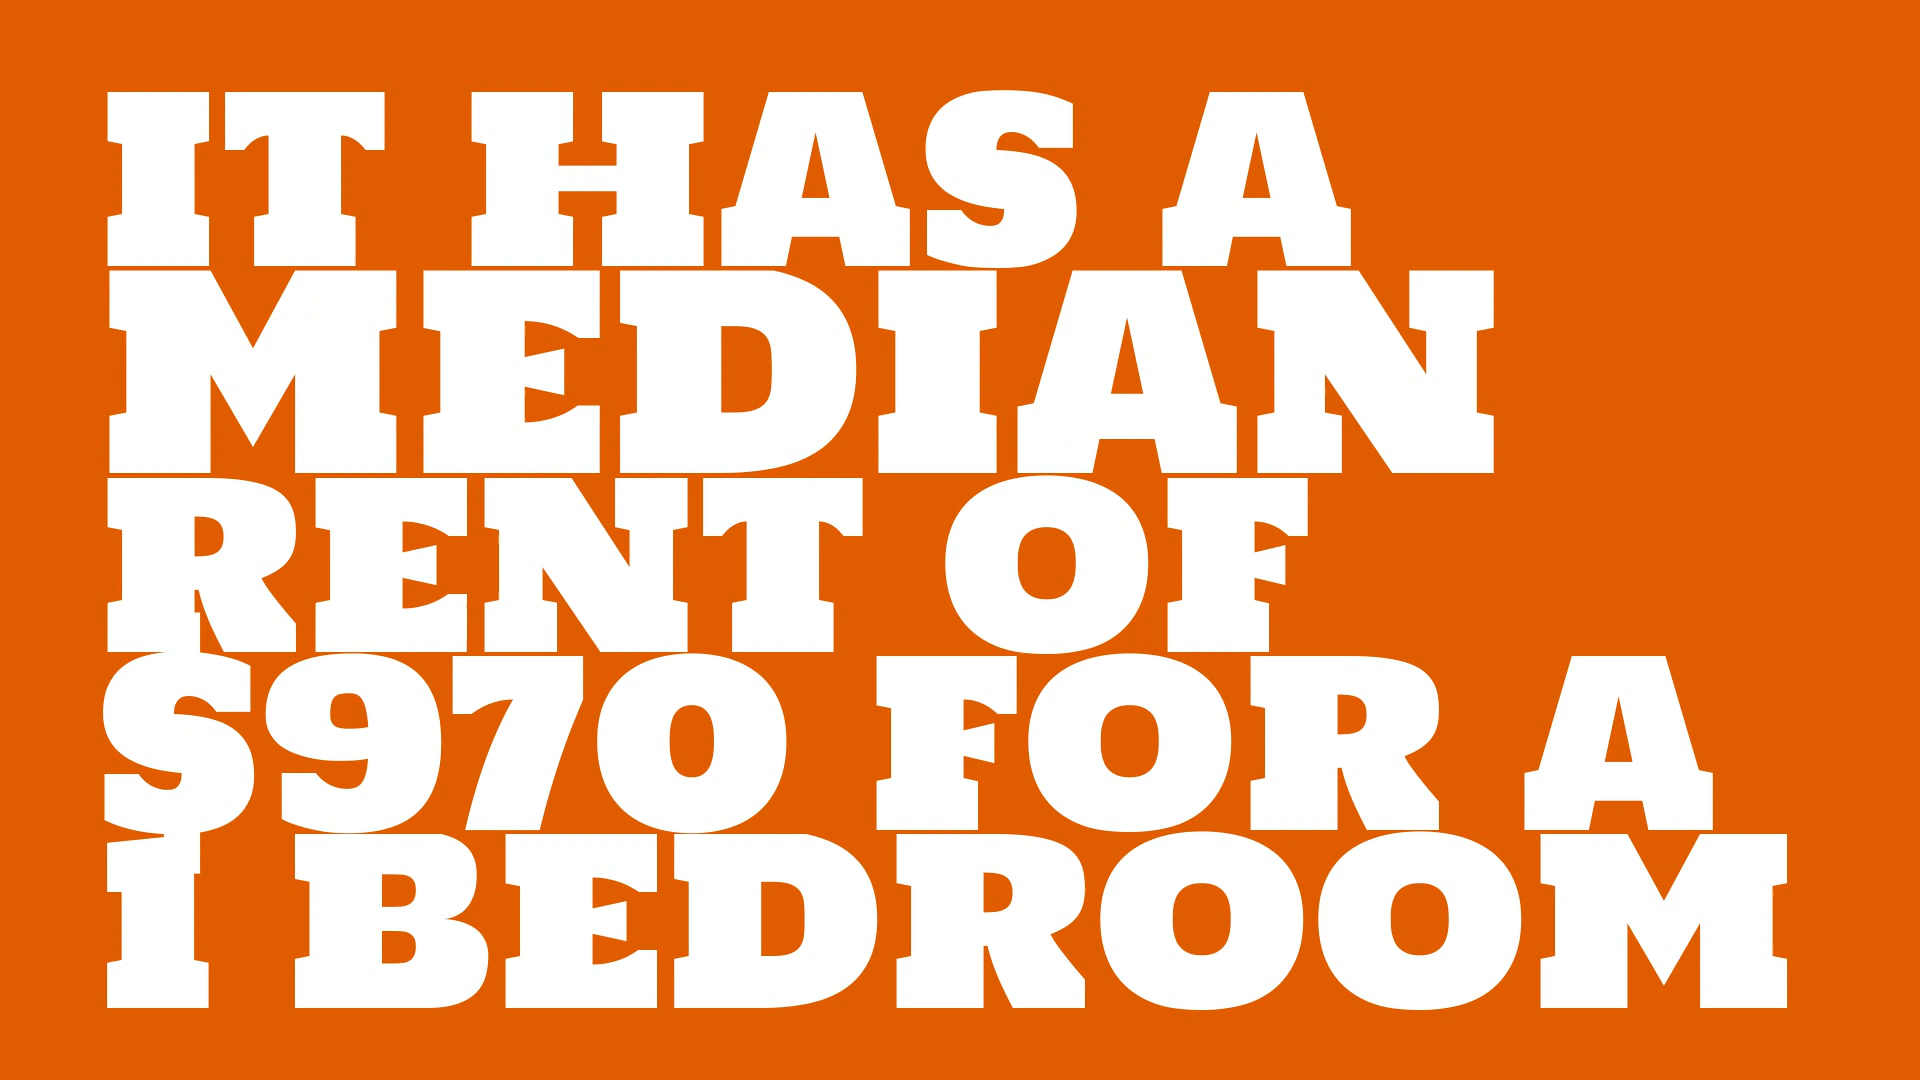 IT HAS A
MEDIAN
RENT OF
$970 FOR A
1 BEDROOM